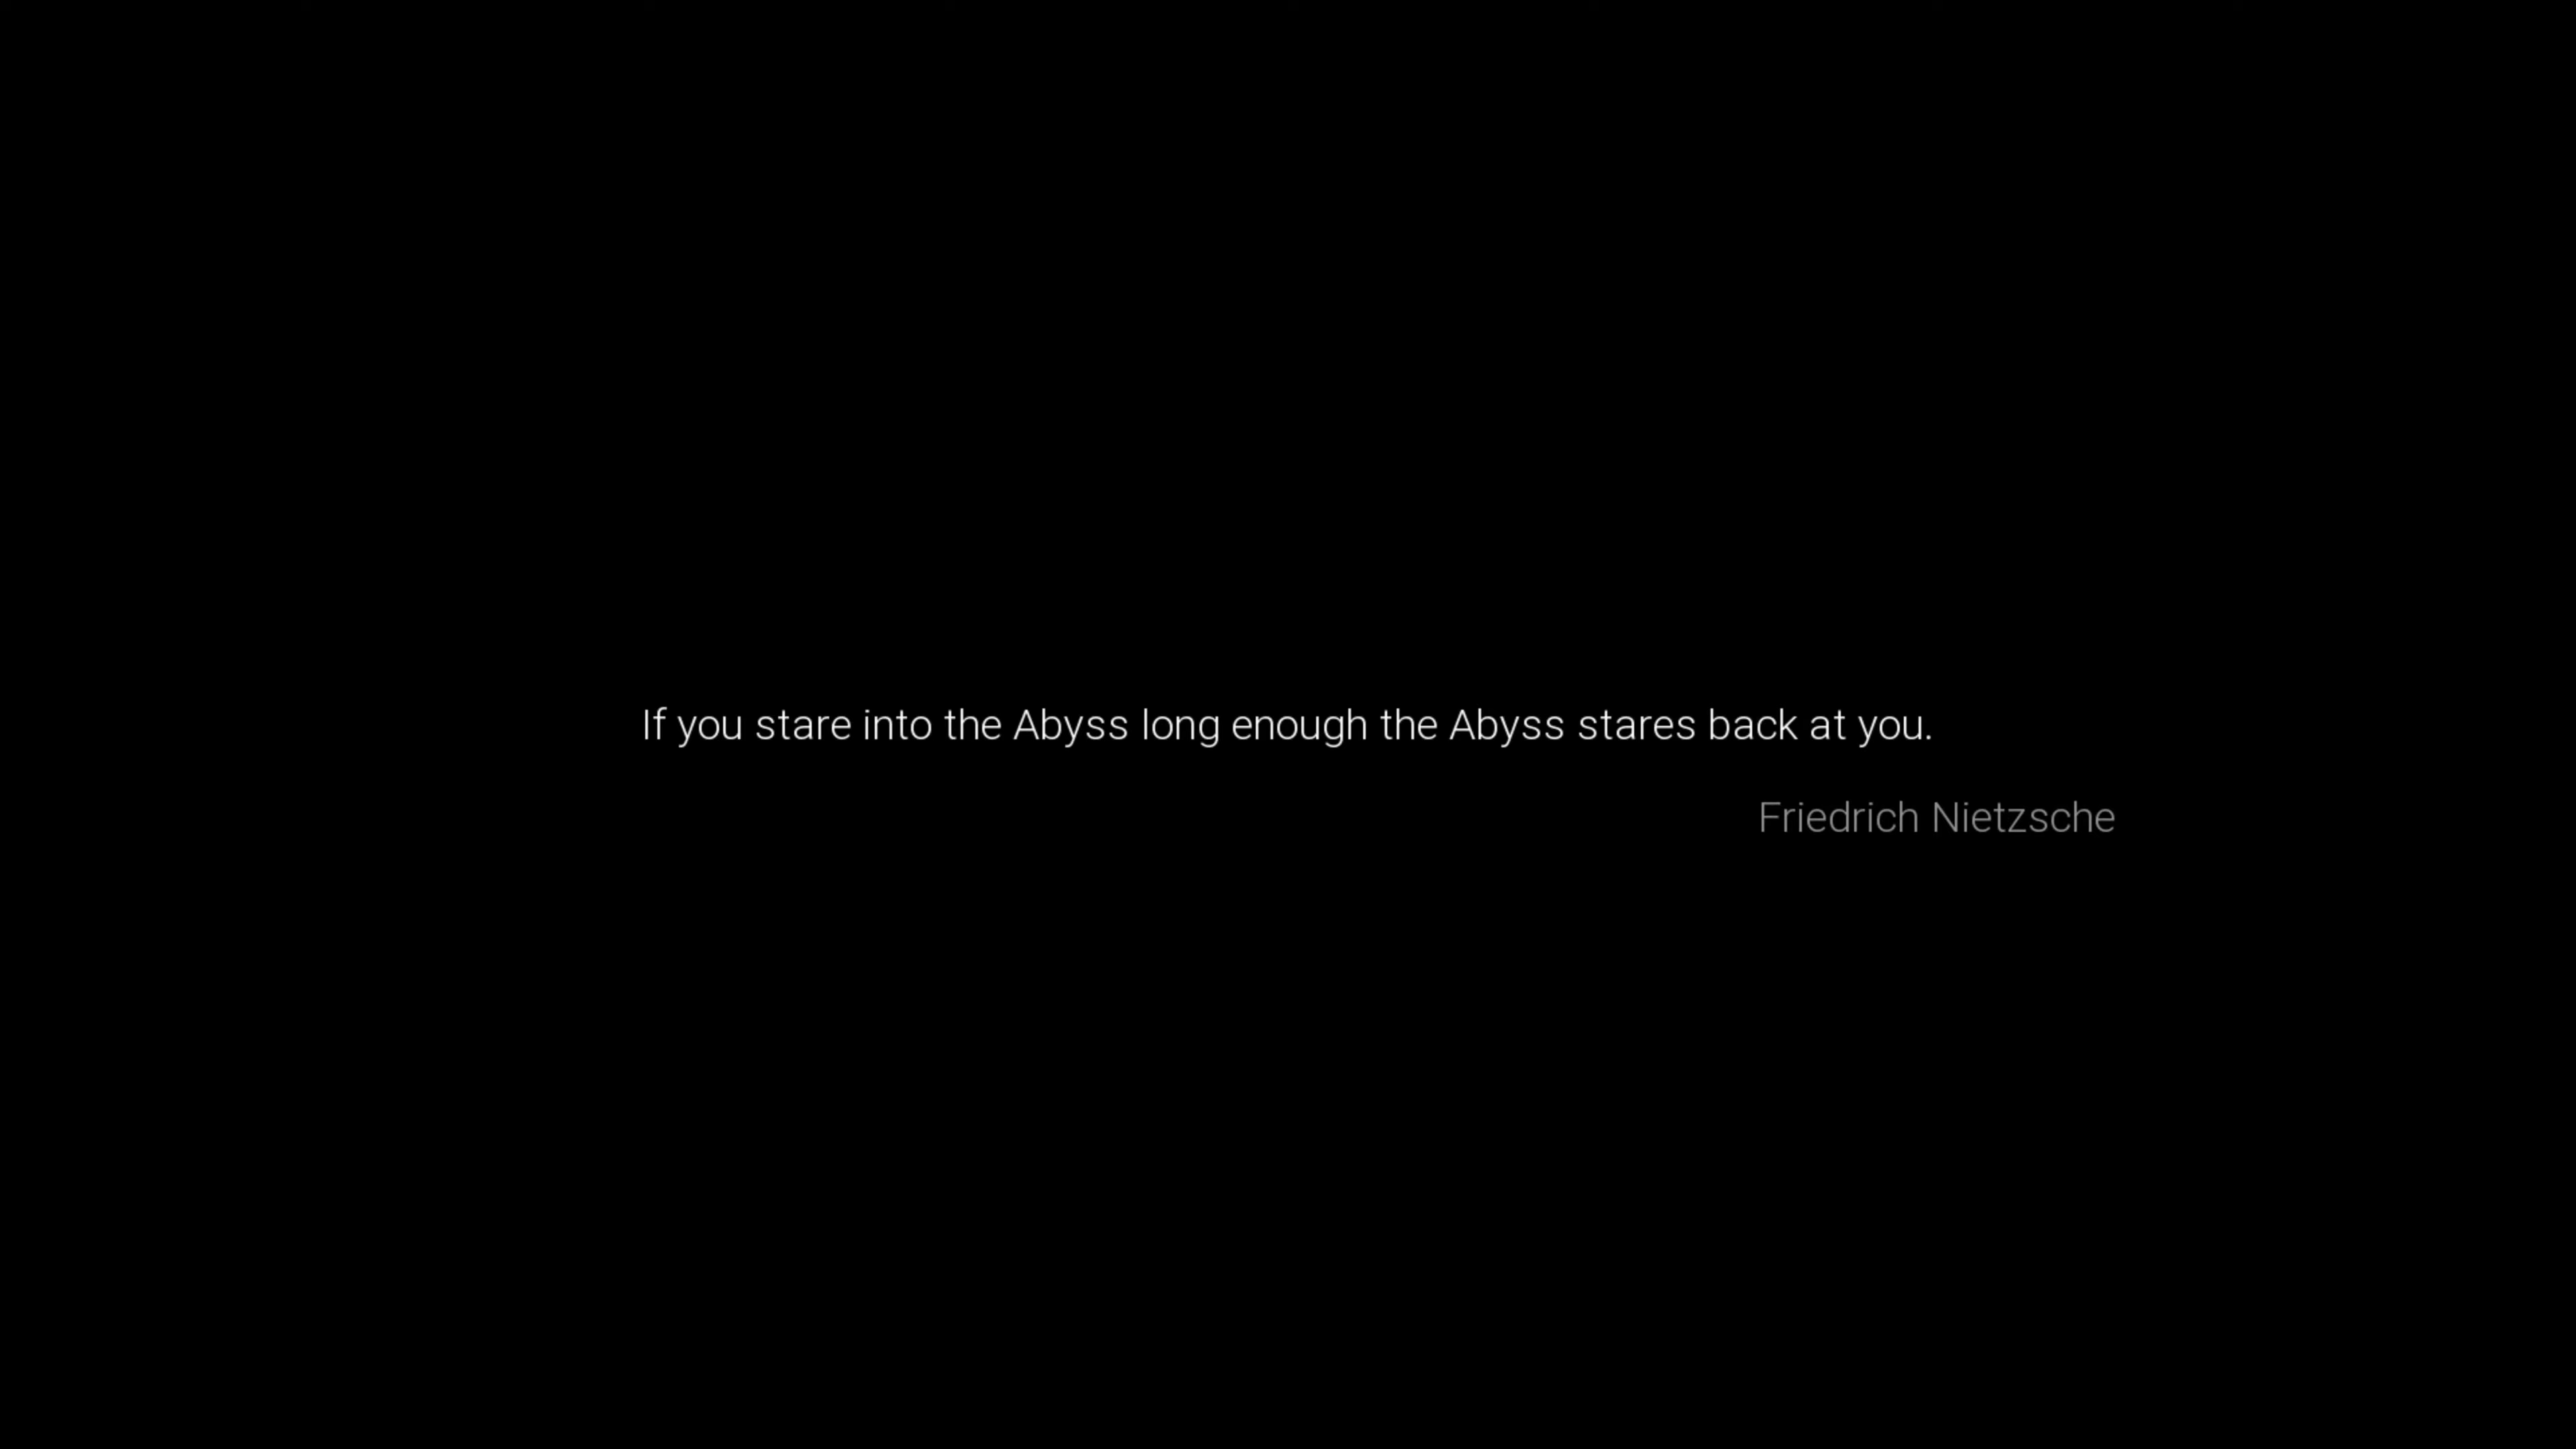 If you stare into the Abyss long enough the Abyss stares back at you.
Friedrich Nietzsche